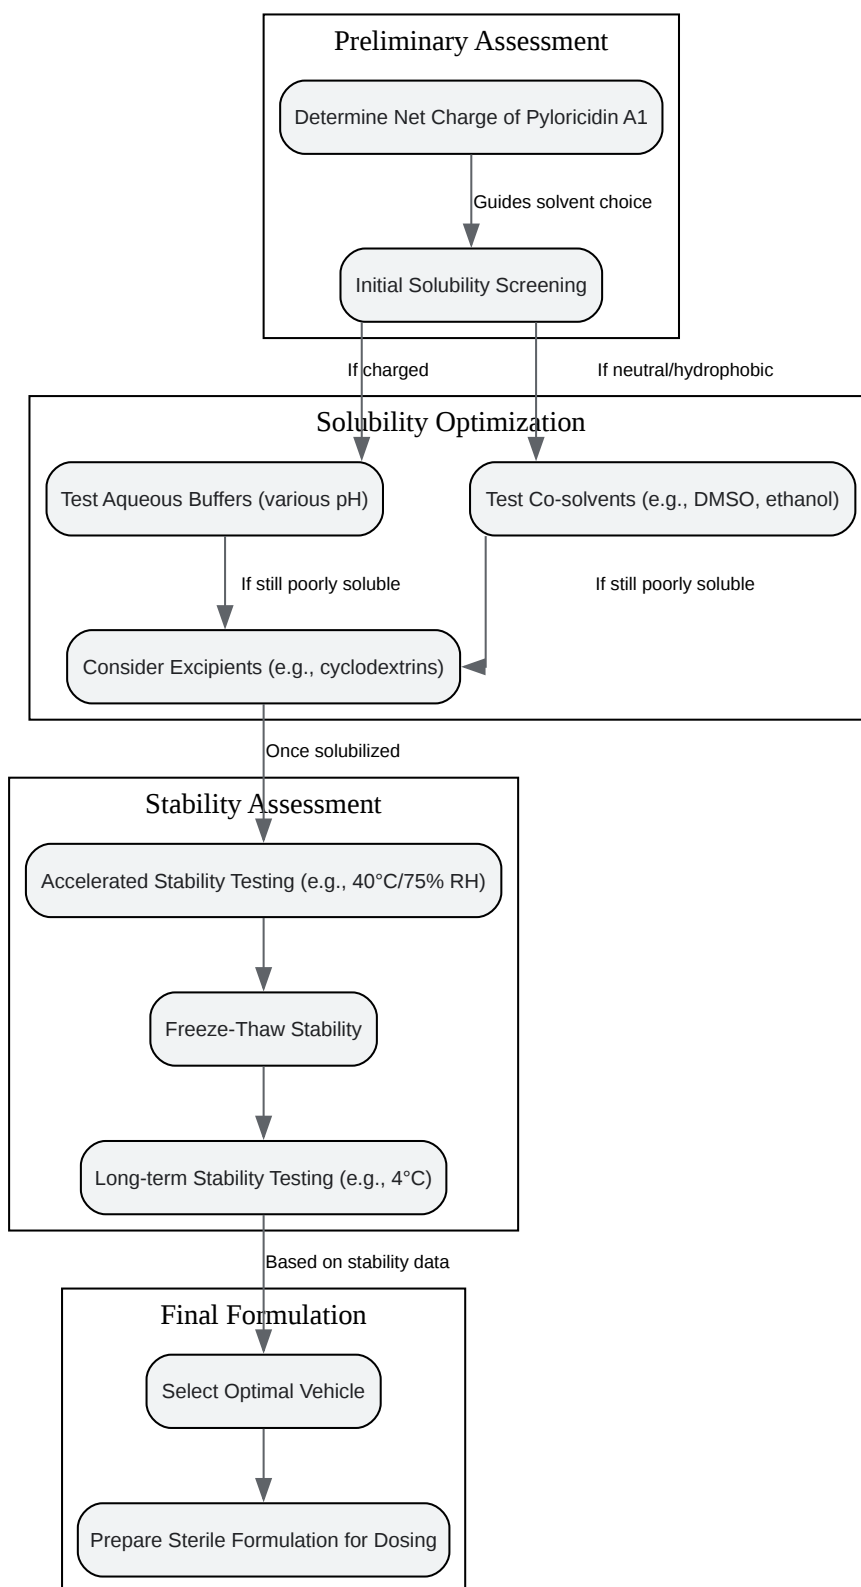 Preliminary Assessment
Determine Net Charge of Pyloricidin A1
Guides solvent choice
Initial Solubility Screening
If charged
If neutral/hydrophobic
Solubility Optimization
Test Aqueous Buffers (various pH)
Test Co-solvents (e.g., DMSO, ethanol)
If still poorly soluble
If still poorly soluble
Consider Excipients (e.g., cyclodextrins)
Once solubilized
Stability Assessment
Accelerated Stability Testing (e.g., 40°C/75% RH)
Freeze-Thaw Stability
Long-term Stability Testing (e.g., 4°C)
Based on stability data
Final Formulation
Select Optimal Vehicle
Prepare Sterile Formulation for Dosing